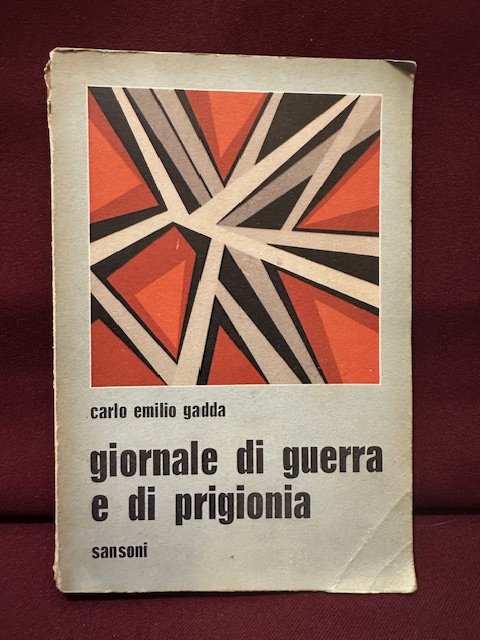 carlo emilio gadda
giornale di guerra
e di prigionia
sansoni